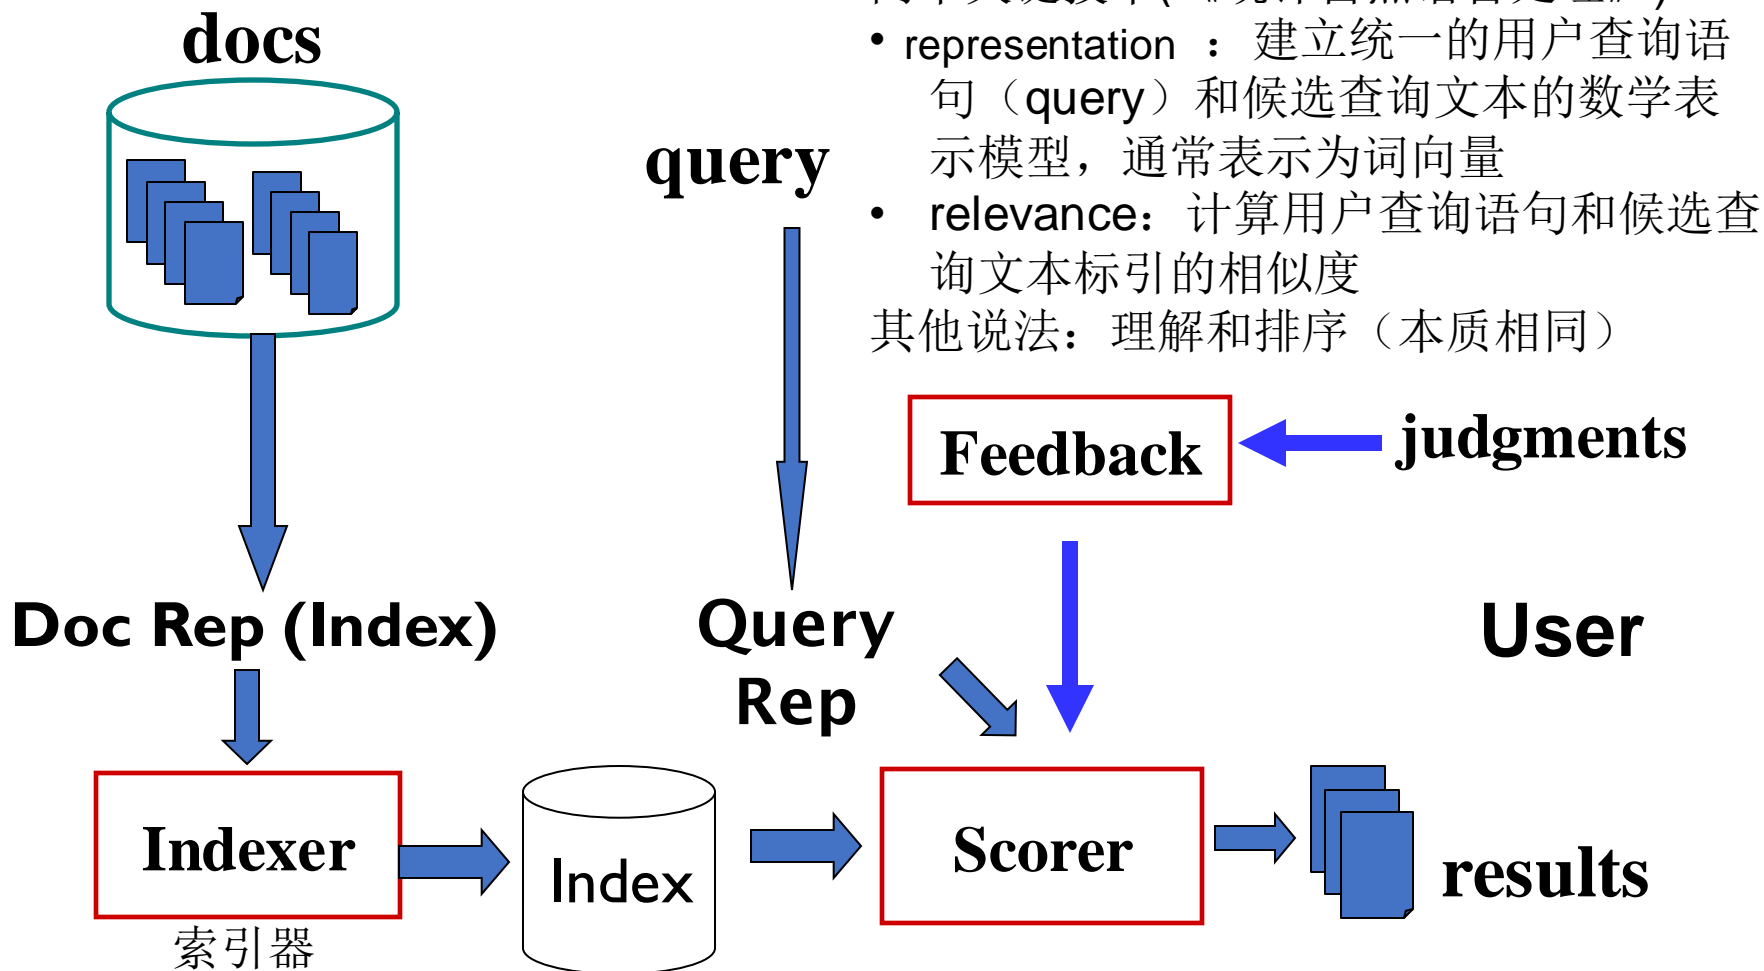 docs
• representation ：建立统一的用户查询语
句（query）和候选查询文本的数学表
示模型，通常表示为词向量
• relevance：计算用户查询语句和候选查
询文本标引的相似度
其他说法：理解和排序（本质相同）
query
Feedback
judgments
Doc Rep (Index)
Query
Rep
User
Indexer
索引器
Index
Scorer
results